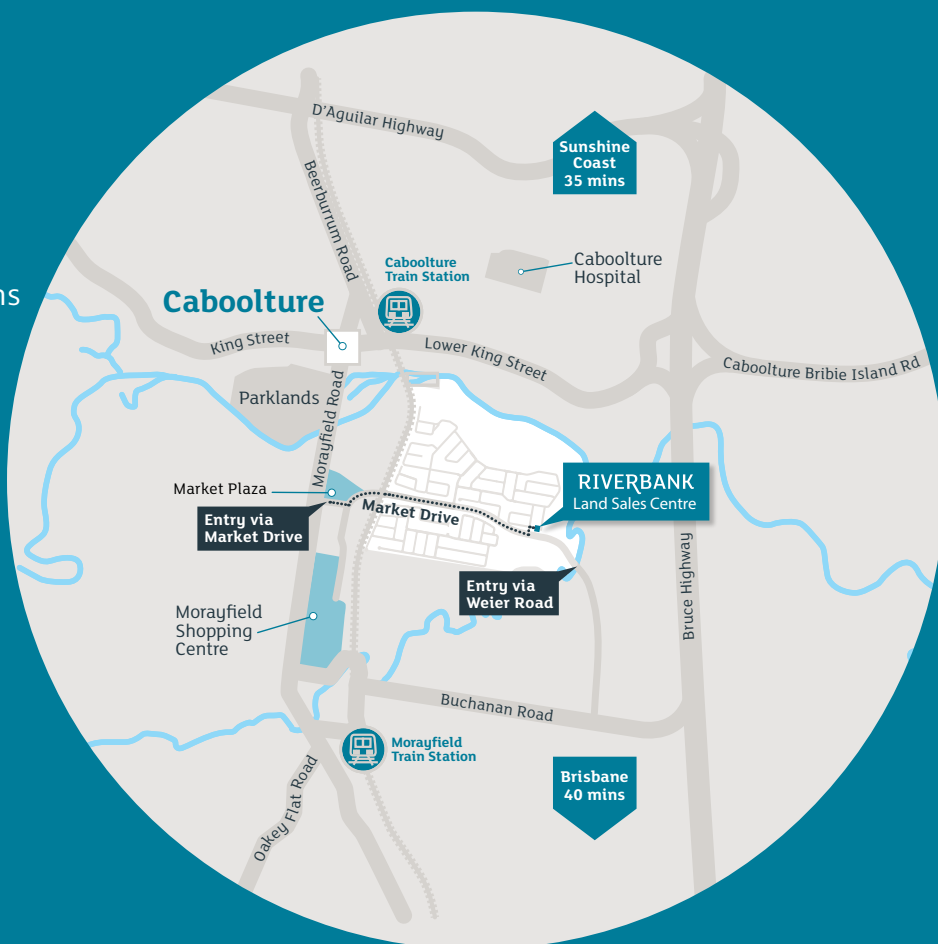 D'Aguilar Highway
Sunshine
Coast
35 mins
Beerburrum Road
Caboolture
Train Station
Caboolture
Hospital
Caboolture
King Street
Lower King Street
Caboolture Bribie Island Rd
Parklands
Morayfield Road
Market Plaza
Market Drive
RIVERBANK
Land Sales Centre
Entry via
Market Drive
Entry via
Weier Road
Bruce Highway
Morayfield
Shopping
Centre
Buchanan Road
Morayfield
Train Station
Brisbane
40 mins
Oakey Flat Road